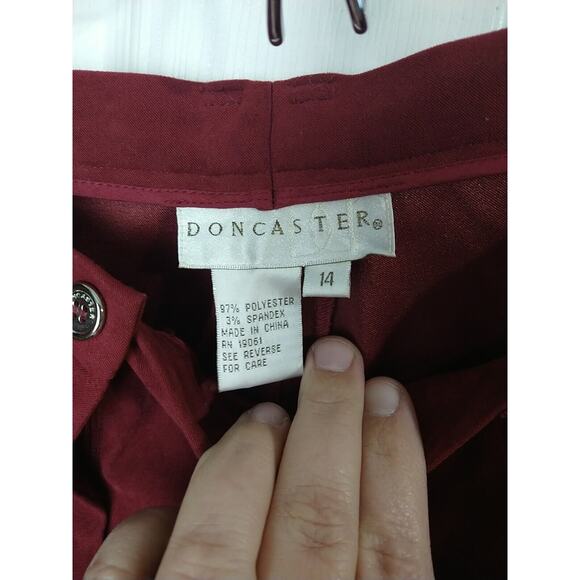 DONCASTER®
14
97% POLYESTER
3% SPANDEX
MADE IN CHINA
RN 19061
SEE REVERSE
FOR CARE